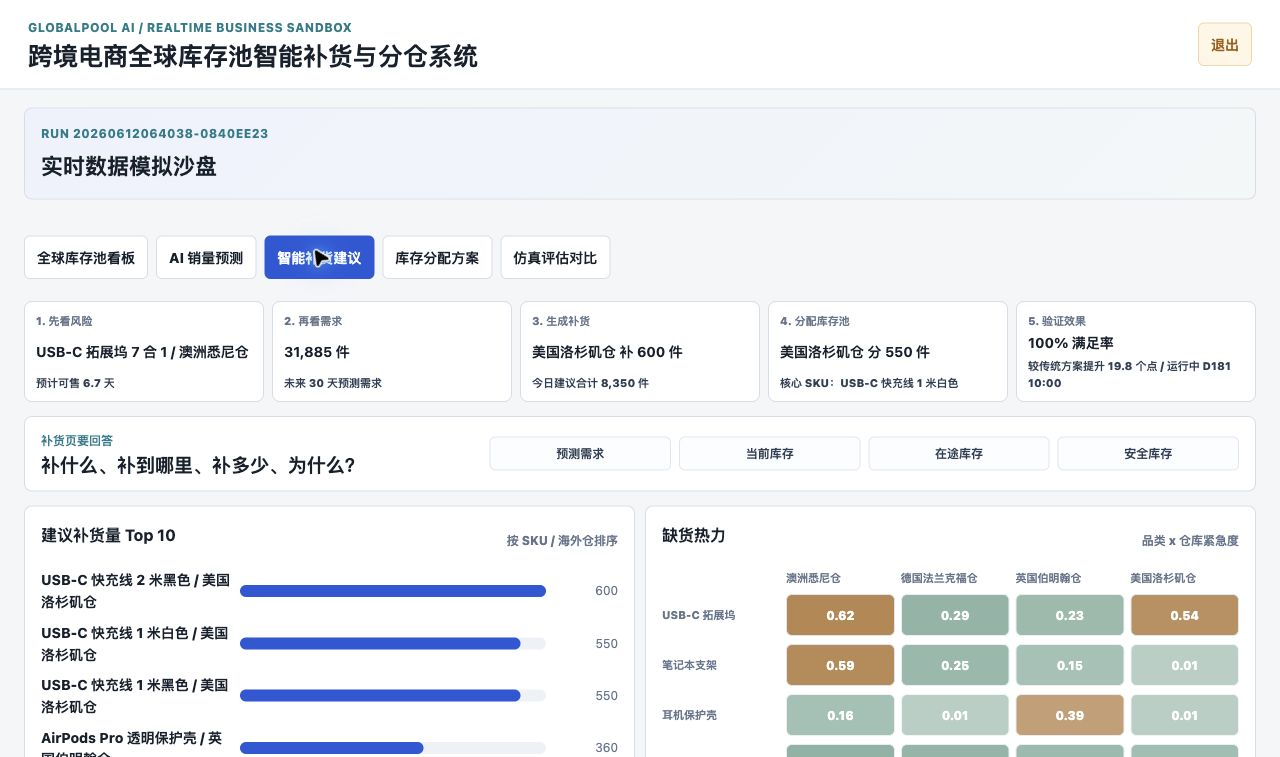 GLOBALPOOL AI / REALTIME BUSINESS SANDBOX
跨境电商全球库存池智能补货与分仓系统
退出
RUN 20260612064038-0840EE23
实时数据模拟沙盘
全球库存池看板
AI 销量预测
智能补货建议
库存分配方案
仿真评估对比
1. 先看风险
USB-C 拓展坞 7 合 1 / 澳洲悉尼仓
预计可售 6.7 天
2. 再看需求
31,885 件
未来 30 天预测需求
3. 生成补货
美国洛杉矶仓 补 600 件
今日建议合计 8,350 件
4. 分配库存池
美国洛杉矶仓 分 550 件
核心 SKU：USB-C 快充线 1 米白色
5. 验证效果
100% 满足率
较传统方案提升 19.8 个点 / 运行中 D181
10:00
补货页要回答
补什么、补到哪里、补多少、为什么?
预测需求
当前库存
在途库存
安全库存
建议补货量 Top 10
按 SKU / 海外仓排序
USB-C 快充线 2 米黑色 / 美国
洛杉矶仓
600
USB-C 快充线 1 米白色 / 美国
洛杉矶仓
550
USB-C 快充线 1 米黑色 / 美国
洛杉矶仓
550
AirPods Pro 透明保护壳 / 英
国伯明翰仓
360
缺货热力
品类 x 仓库紧急度
澳洲悉尼仓 德国法兰克福仓 英国伯明翰仓 美国洛杉矶仓
USB-C 拓展坞 0.62 0.29 0.23 0.54
笔记本支架 0.59 0.25 0.15 0.01
耳机保护壳 0.16 0.01 0.39 0.01